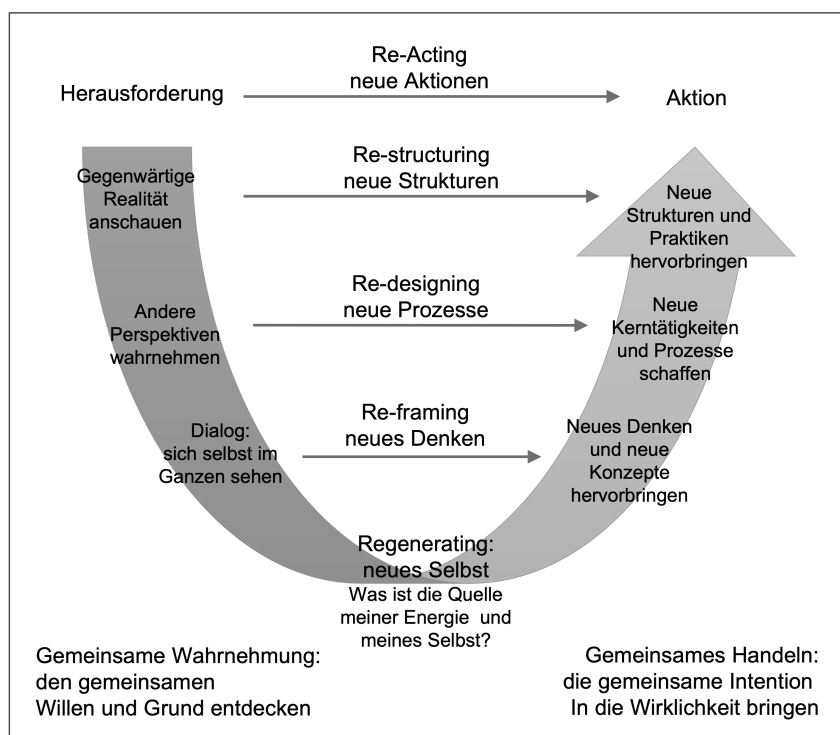 Re-Acting
neue Aktionen
Herausforderung
Aktion
Re-structuring
neue Strukturen
Gegenwärtige
Realität
anschauen
Neue
Strukturen und
Praktiken
hervorbringen
Re-designing
neue Prozesse
Andere
Perspektiven
wahrnehmen
Neue
Kerntätigkeiten
und Prozesse
schaffen
Re-framing
neues Denken
Dialog:
sich selbst im
Ganzen sehen
Neues Denken
und neue
Konzepte
hervorbringen
Regenerating:
neues Selbst
Was ist die Quelle
meiner Energie und
meines Selbst?
Gemeinsame Wahrnehmung:
den gemeinsamen
Willen und Grund entdecken
Gemeinsames Handeln:
die gemeinsame Intention
In die Wirklichkeit bringen